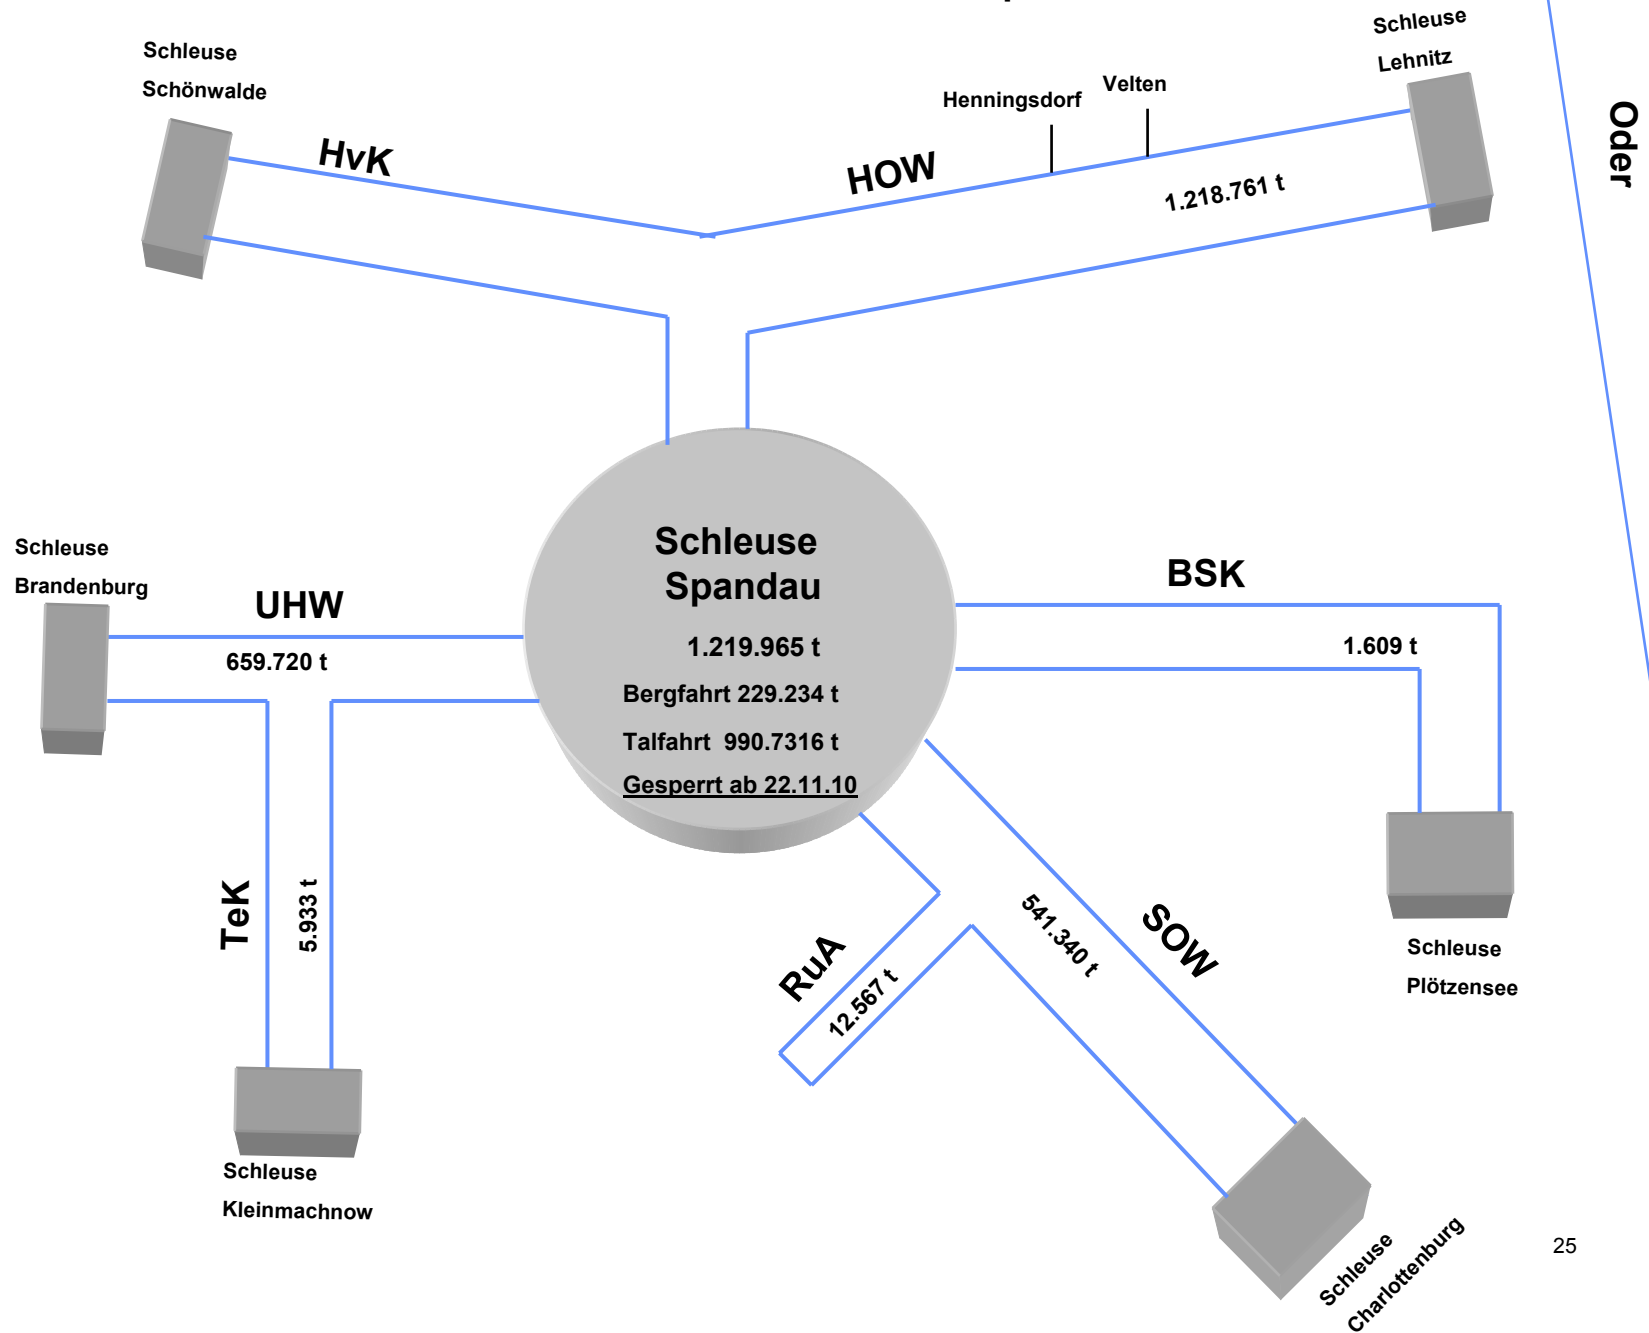 Schleuse
Schönwalde
HvK
HOW
Henningsdorf
Velten
1.218.761 t
Schleuse
Lehnitz
Oder
Schleuse
Spandau
1.219.965 t
Bergfahrt 229.234 t
Talfahrt 990.7316 t
Gesperrt ab 22.11.10
Schleuse
Brandenburg
UHW
659.720 t
BSK
1.609 t
TeK
5.933 t
RuA
12.567 t
541.340 t
SOW
Schleuse
Plötzensee
Schleuse
Kleinmachnow
Schleuse
Charlottenburg
25